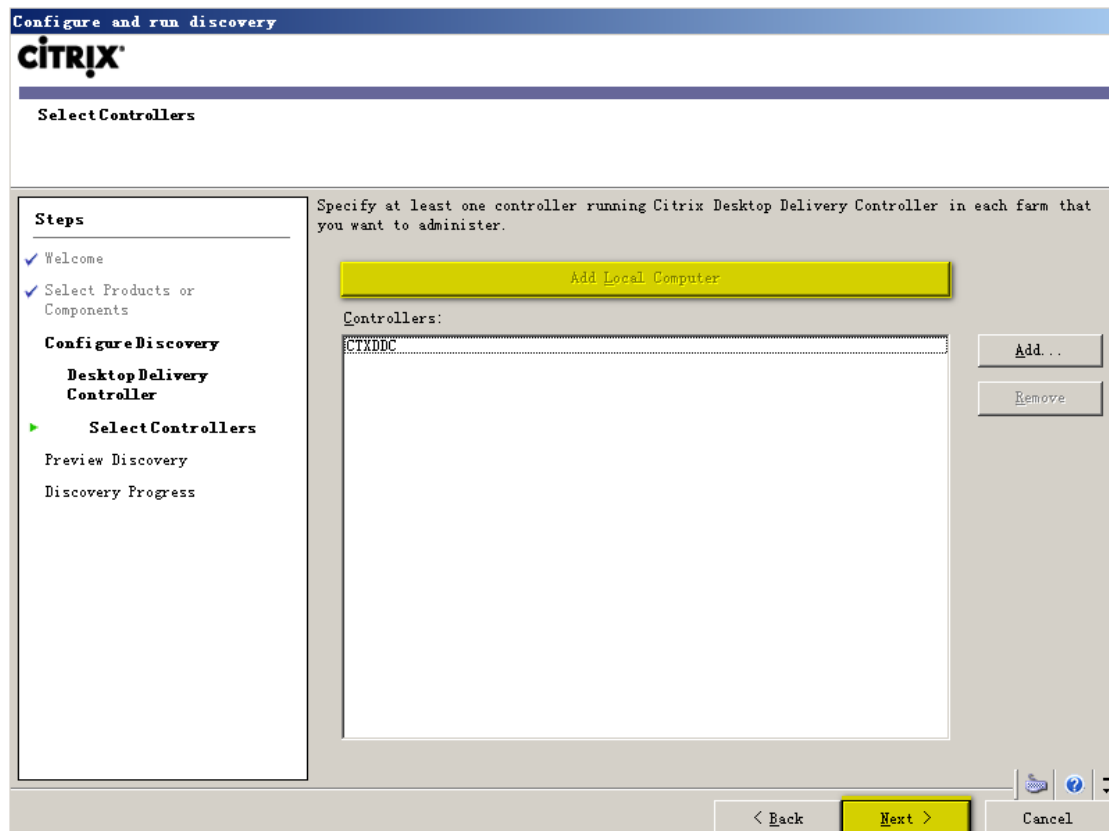 Configure and run discovery
CİTRIX
Select Controllers
Steps
Specify at least one controller running Citrix Desktop Delivery Controller in each farm that
you want to administer.
Welcome
Select Products or
Components
Configure Discovery
Desktop Delivery
Controller
Select Controllers
Preview Discovery
Discovery Progress
Add Local Computer
Controllers:
CTXDDC
Add...
Remove
< Back
Next >
Cancel